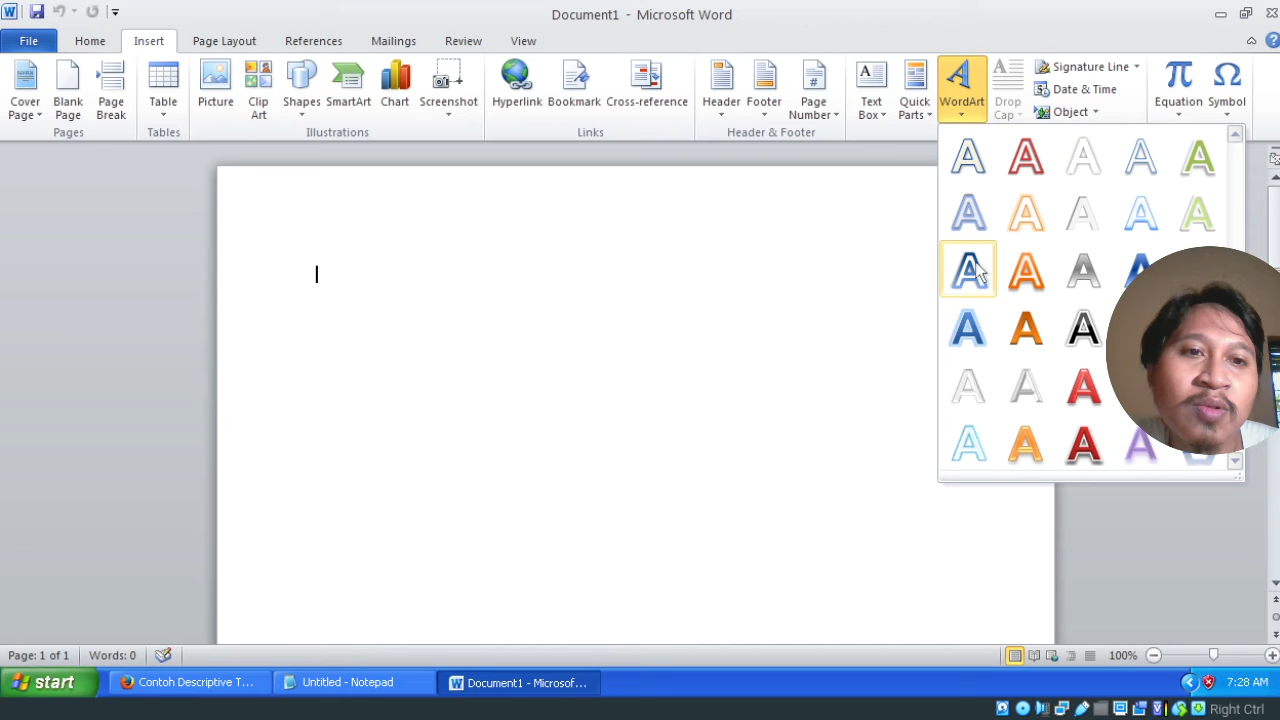 Document1 - Microsoft Word
File Home Insert Page Layout References Mailings Review View
Cover Page Blank Page Page Break Table Picture Clip Art Shapes SmartArt Chart Screenshot Hyperlink Bookmark Cross-reference Header Footer Page Number Text Box Quick Parts WordArt Drop Cap Signature Line Date & Time Object Equation Symbol
Pages Tables Illustrations Links Header & Footer
A A A A A
A A A A A
A A A A
A A A
A A A
A A A A
Page: 1 of 1 Words: 0 100%
start Contoh Descriptive T... Untitled - Notepad Document1 - Microsof... 7:28 AM
Right Ctrl